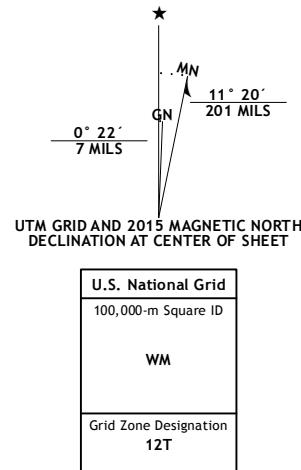 ★
MN
GN
11° 20´
201 MILS
0° 22´
7 MILS
UTM GRID AND 2015 MAGNETIC NORTH
DECLINATION AT CENTER OF SHEET
U.S. National Grid
100,000-m Square ID
WM
Grid Zone Designation
12T